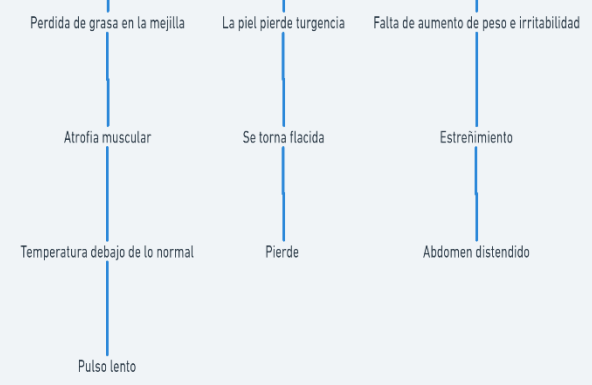 Perdida de grasa en la mejilla
La piel pierde turgencia
Falta de aumento de peso e irritabilidad
Atrofia muscular
Se torna flacida
Estreñimiento
Temperatura debajo de lo normal
Pierde
Abdomen distendido
Pulso lento